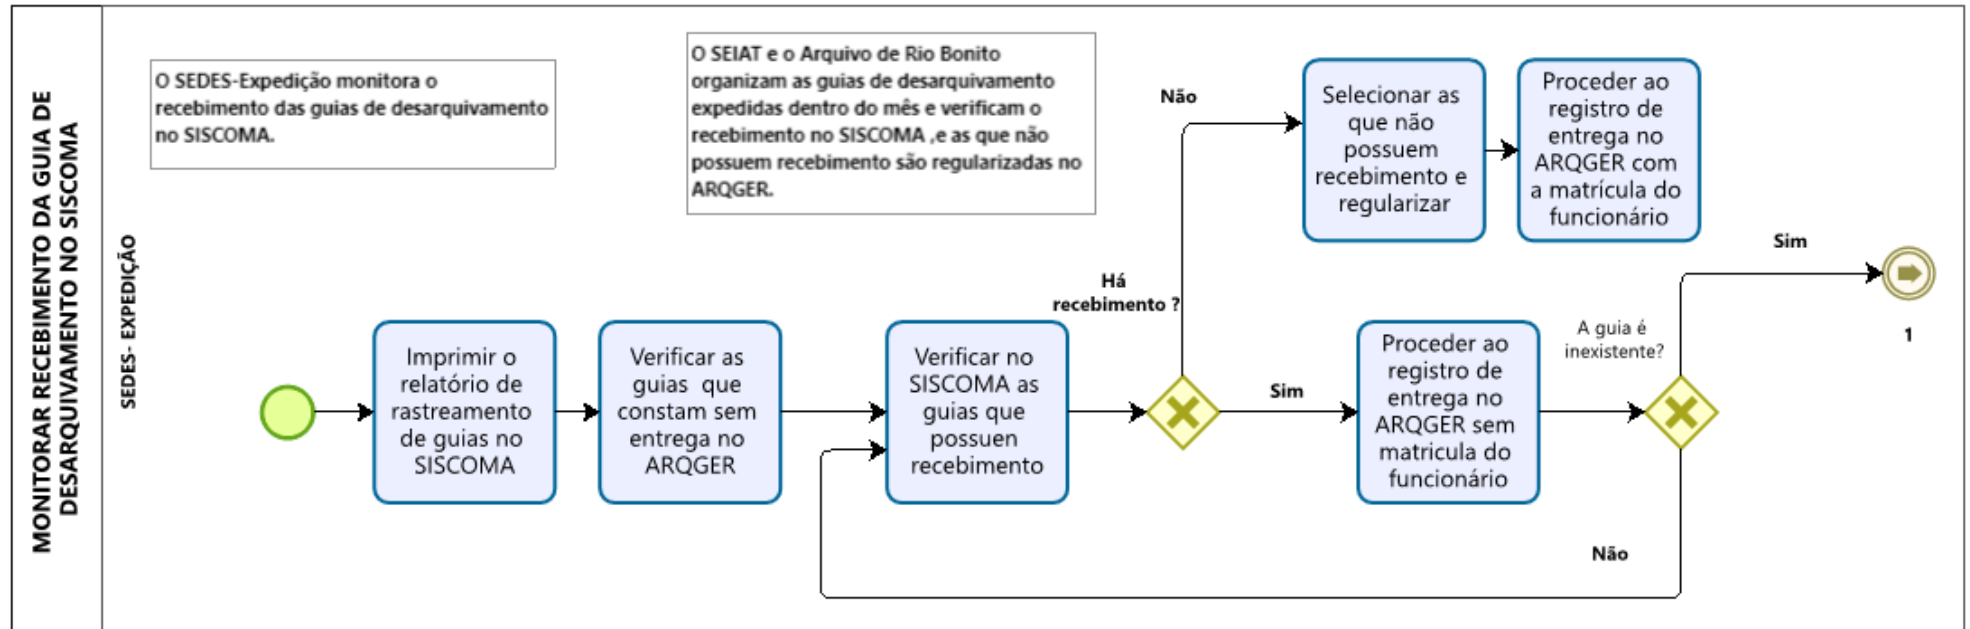 MONITORAR RECEBIMENTO DA GUIA DE
DESARQUIVAMENTO NO SISCOMA
SEDES- EXPEDIÇÃO
O SEDES-Expedição monitora o
recebimento das guias de desarquivamento
no SISCOMA.
O SEIAT e o Arquivo de Rio Bonito
organizam as guias de desarquivamento
expedidas dentro do mês e verificam o
recebimento no SISCOMA ,e as que não
possuem recebimento são regularizadas no
ARQGER.
Imprimir o
relatório de
rastreamento
de guias no
SISCOMA
Verificar as
guias que
constam sem
entrega no
ARQGER
Verificar no
SISCOMA as
guias que
possuen
recebimento
Há
recebimento ?
Não
Selecionar as
que não
possuem
recebimento e
regularizar
Proceder ao
registro de
entrega no
ARQGER com
a matrícula do
funcionário
Sim
Proceder ao
registro de
entrega no
ARQGER sem
matricula do
funcionário
A guia é
inexistente?
Sim
1
Não